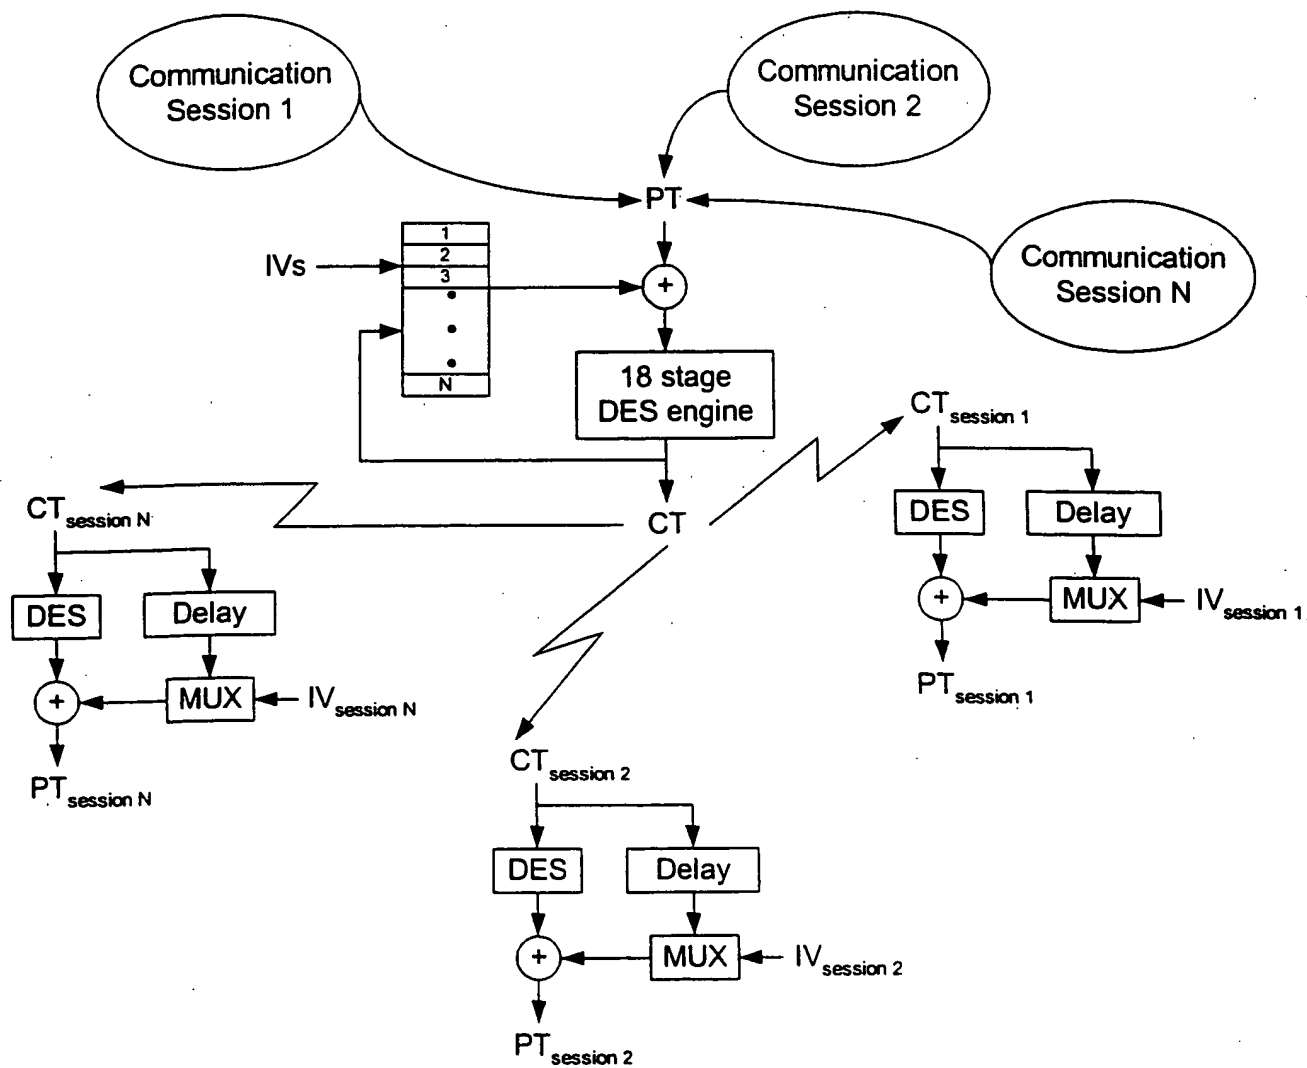 Communication
Session 1
Communication
Session 2
PT
Communication
Session N
IVs
1
2
3
N
+
18 stage
DES engine
CT
CT session 1
DES
Delay
+
MUX
IV session 1
PT session 1
CT session N
DES
Delay
+
MUX
IV session N
PT session N
CT session 2
DES
Delay
+
MUX
IV session 2
PT session 2